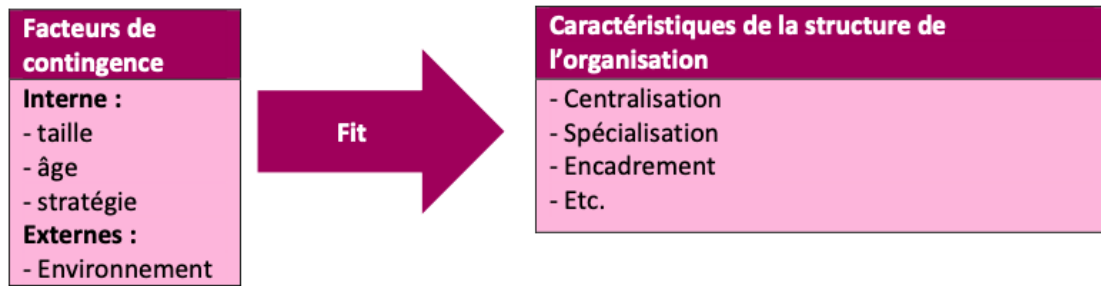 Facteurs de
contingence
Interne :
- taille
- âge
- stratégie
Externes :
- Environnement
Fit
Caractéristiques de la structure de
l'organisation
- Centralisation
- Spécialisation
- Encadrement
- Etc.